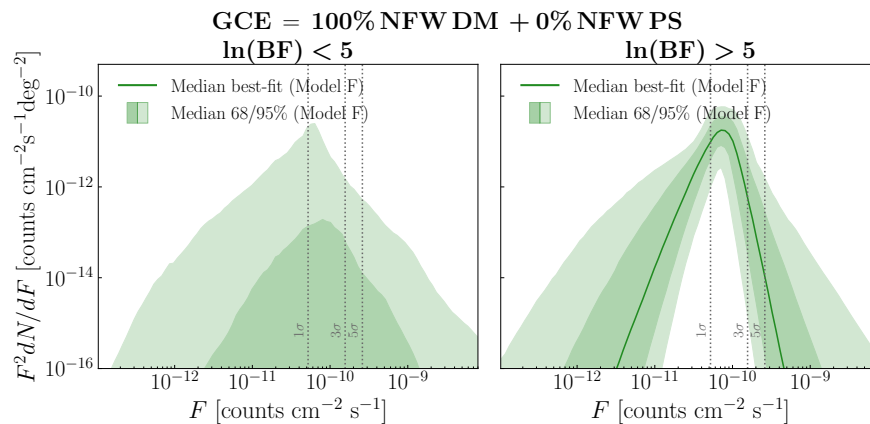 GCE = 100% NFW DM + 0% NFW PS
ln(BF) < 5
ln(BF) > 5
Median best-fit (Model F)
Median 68/95% (Model F)
Median best-fit (Model F)
Median 68/95% (Model F)
F² dN/dF [counts cm⁻²s⁻¹deg⁻²]
10⁻¹⁰
10⁻¹²
10⁻¹⁴
10⁻¹⁶
1σ
3σ
5σ
1σ
3σ
5σ
10⁻¹²
10⁻¹¹
10⁻¹⁰
10⁻⁹
10⁻¹²
10⁻¹¹
10⁻¹⁰
10⁻⁹
F [counts cm⁻² s⁻¹]
F [counts cm⁻² s⁻¹]